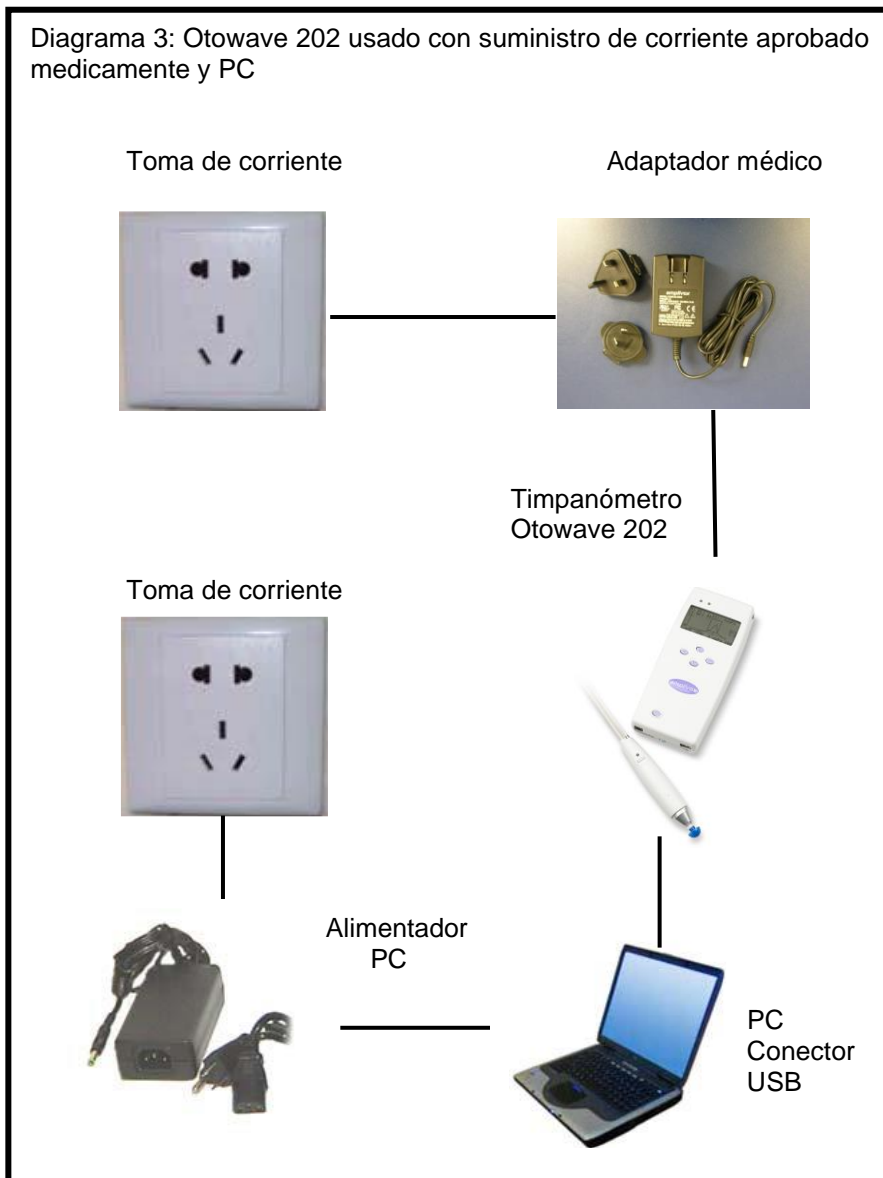 Diagrama 3: Otowave 202 usado con suministro de corriente aprobado
medicamente y PC
Toma de corriente
Adaptador médico
Timpanómetro
Otowave 202
Toma de corriente
Alimentador
PC
PC
Conector
USB